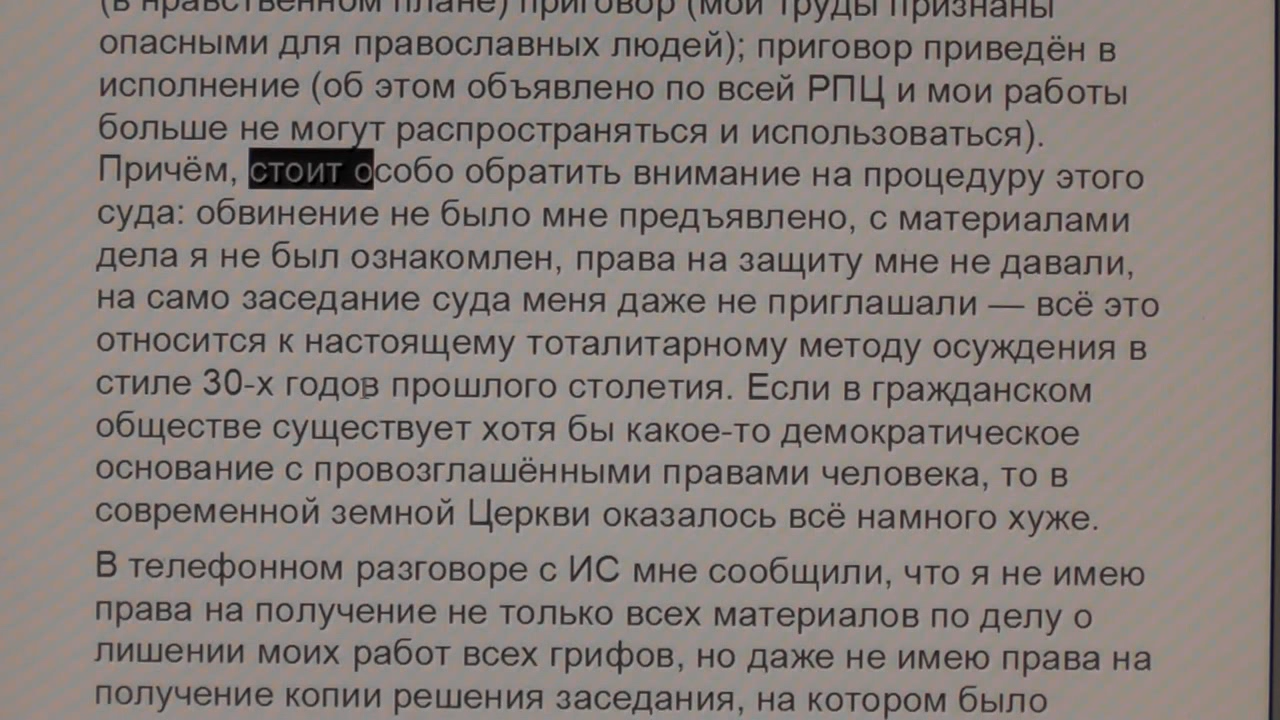 (в нравственном плане) приговор (мои труды признаны
опасными для православных людей); приговор приведён в
исполнение (об этом объявлено по всей РПЦ и мои работы
больше не могут распространяться и использоваться).
Причём, стоит особо обратить внимание на процедуру этого
суда: обвинение не было мне предъявлено, с материалами
дела я не был ознакомлен, права на защиту мне не давали,
на само заседание суда меня даже не приглашали — всё это
относится к настоящему тоталитарному методу осуждения в
стиле 30-х годов прошлого столетия. Если в гражданском
обществе существует хотя бы какое-то демократическое
основание с провозглашёнными правами человека, то в
современной земной Церкви оказалось всё намного хуже.
В телефонном разговоре с ИС мне сообщили, что я не имею
права на получение не только всех материалов по делу о
лишении моих работ всех грифов, но даже не имею права на
получение копии решения заседания, на котором было